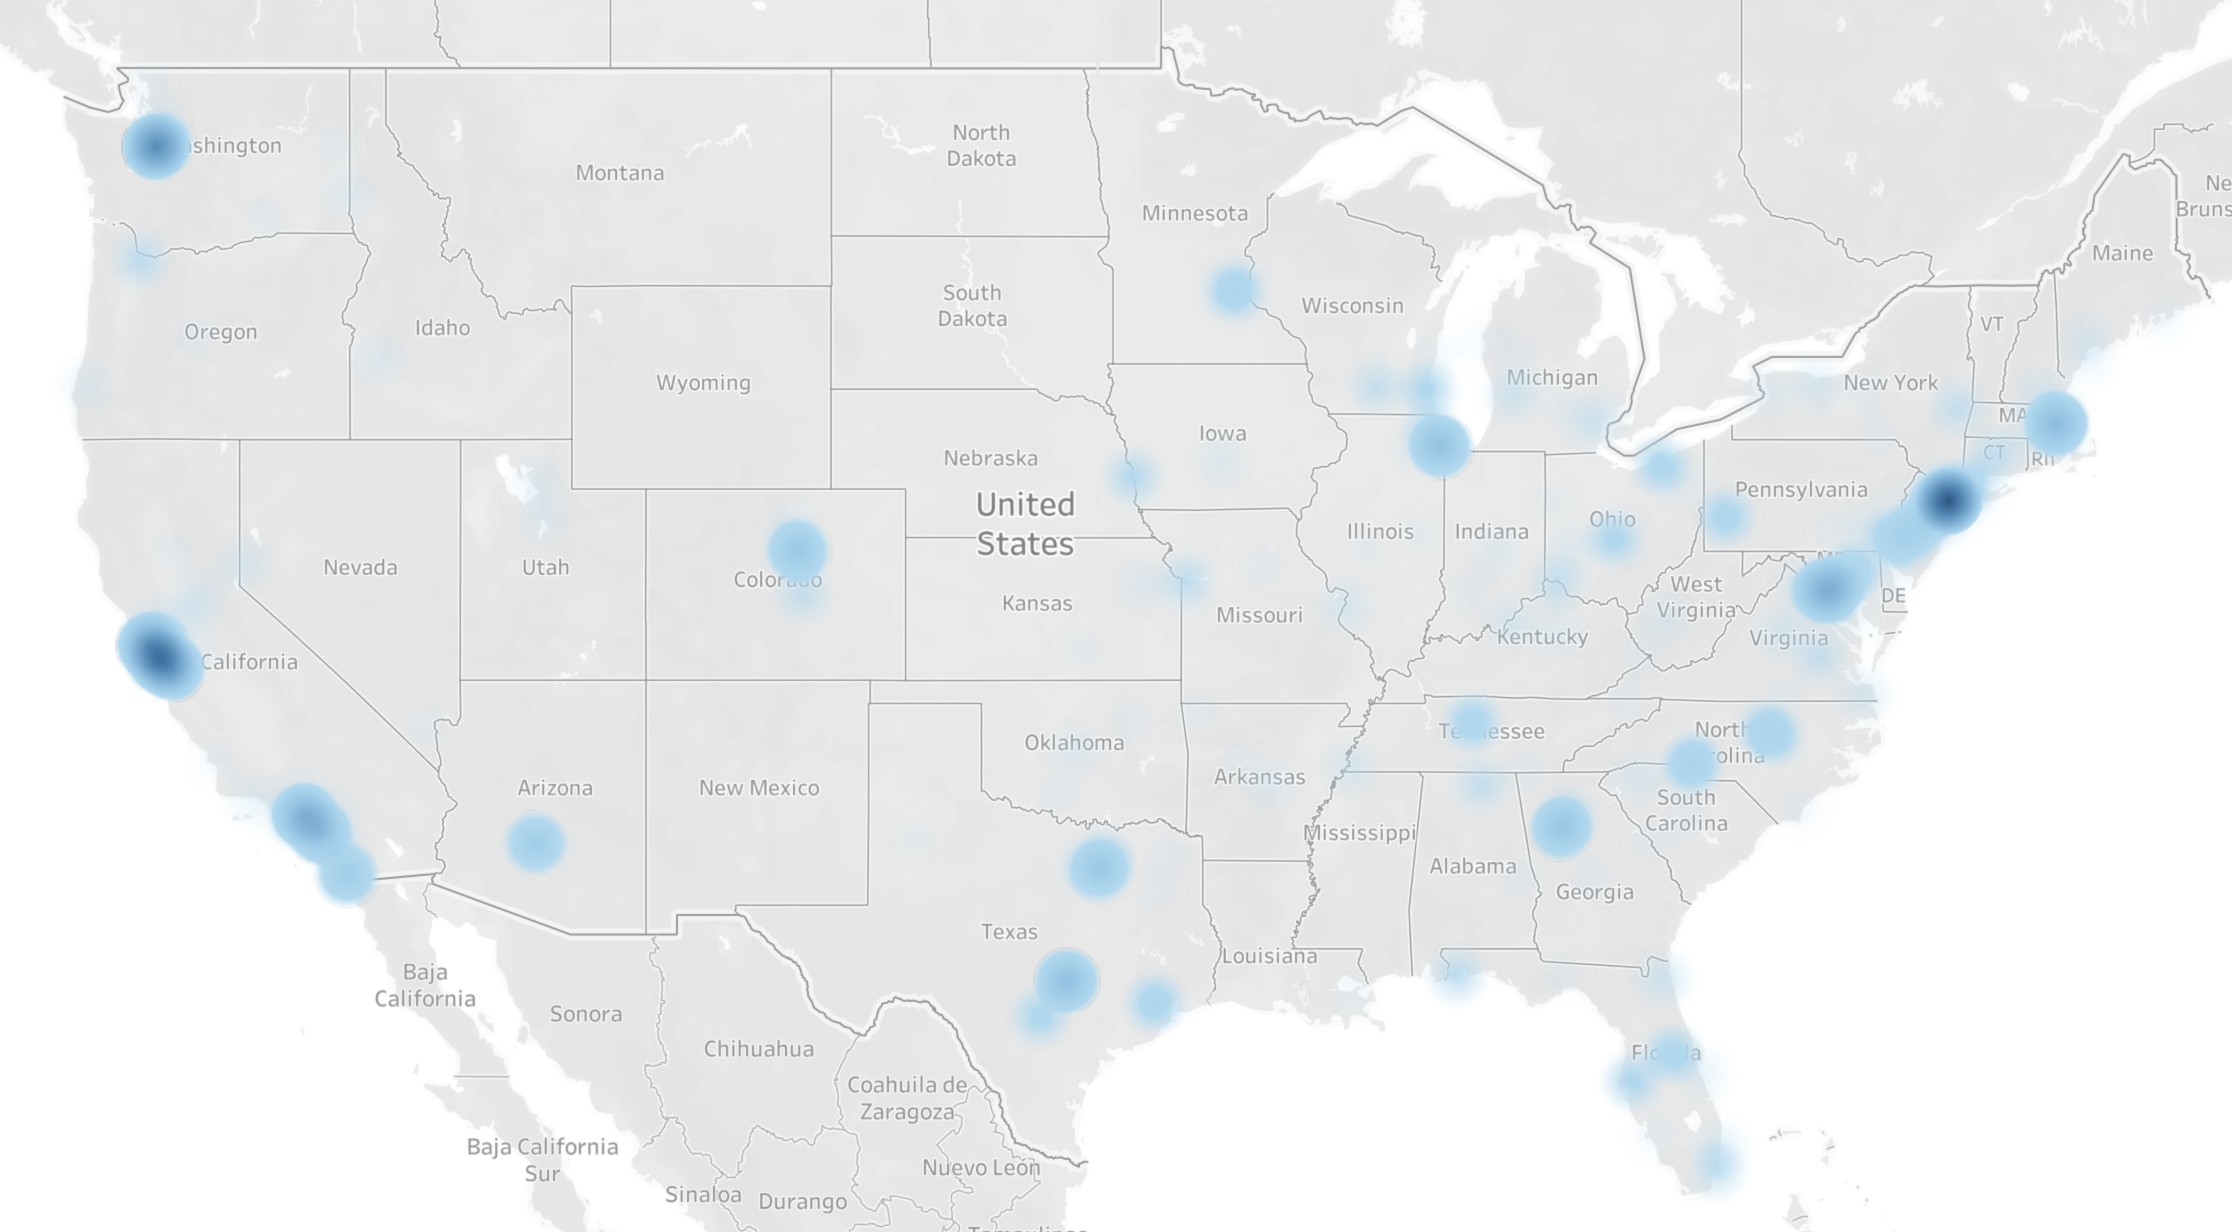 Ne
Bruns
shington
Montana
North
Dakota
Minnesota
Maine
Oregon
Idaho
South
Dakota
Wisconsin
VT
Wyoming
Michigan
New York
MA
Iowa
CT
RI
Nebraska
United
States
Pennsylvania
Illinois
Indiana
Ohio
MD
Nevada
Utah
Colorado
Kansas
Missouri
West
Virginia
DE
Kentucky
Virginia
California
Oklahoma
Tennessee
North
rolina
Arizona
New Mexico
Arkansas
South
Carolina
Mississippi
Alabama
Georgia
Texas
Louisiana
Baja
California
Sonora
Chihuahua
Florida
Coahuila de
Zaragoza
Baja California
Sur
Nuevo León
Sinaloa
Durango